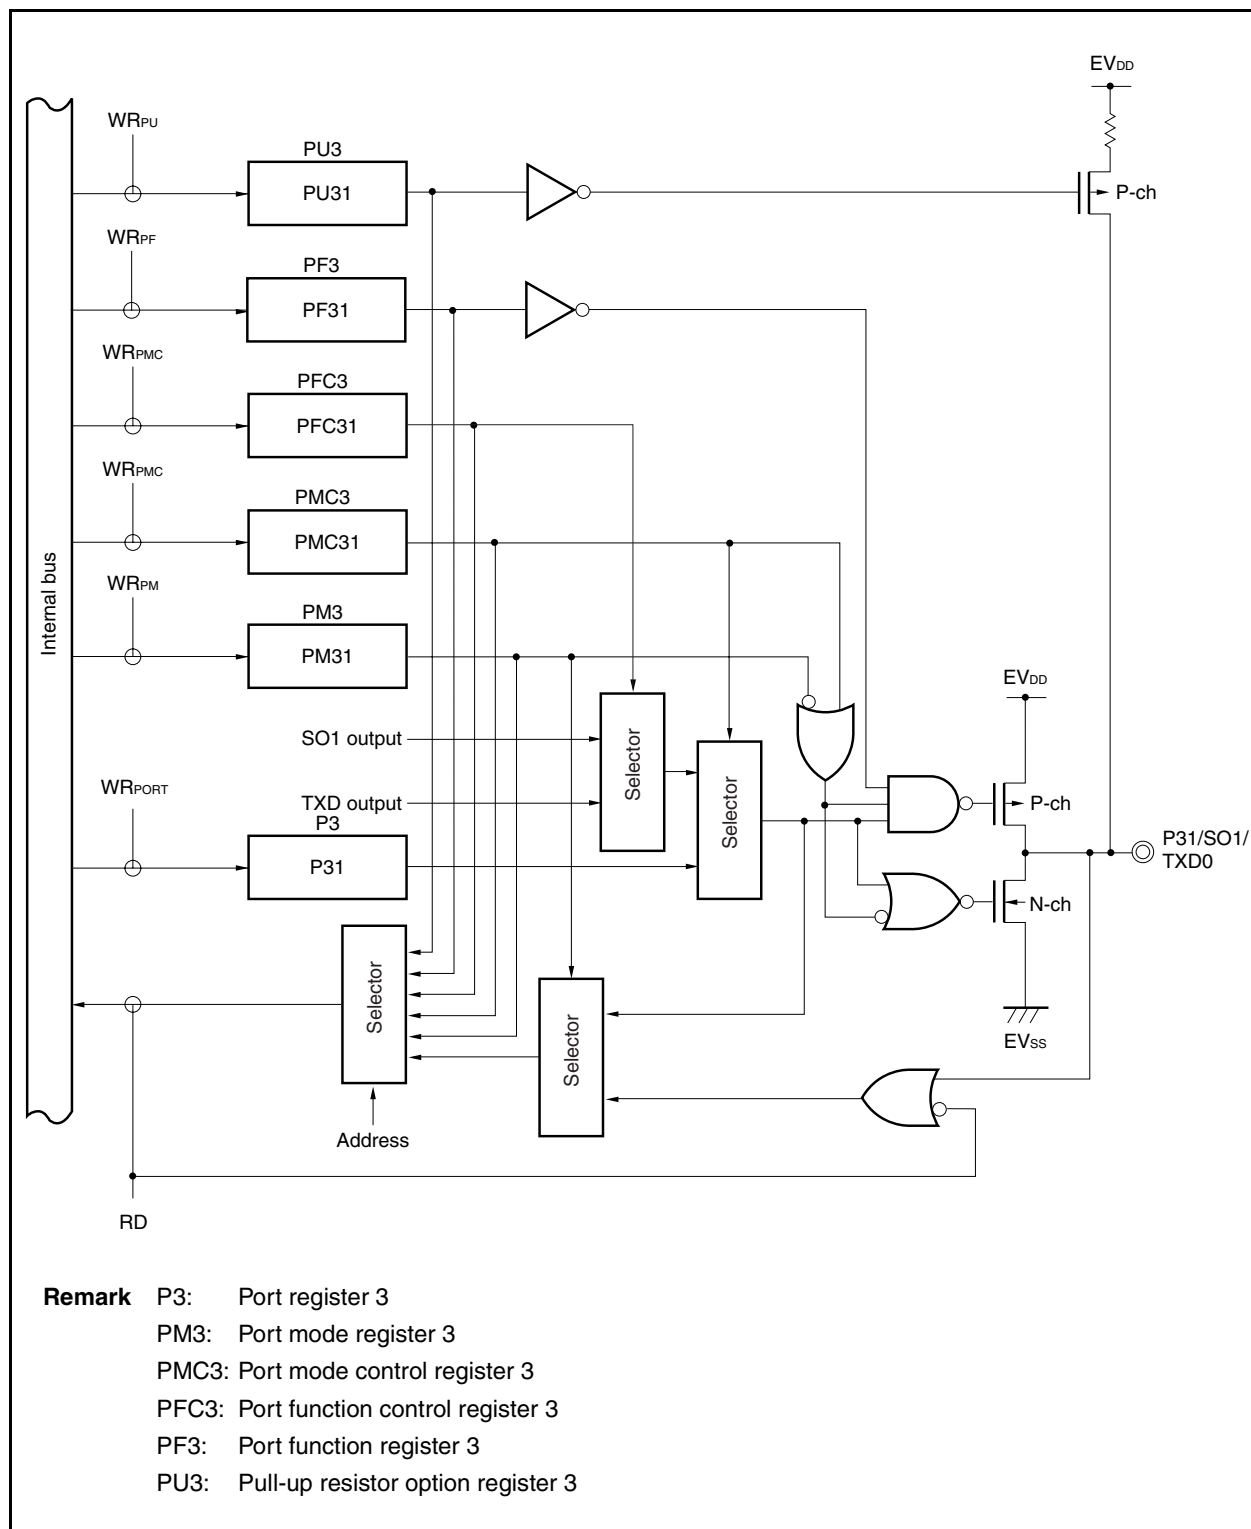 EVDD
WRPU
PU3
PU31
P-ch
WRPF
PF3
PF31
WRPMC
PFC3
PFC31
WRPMC
PMC3
PMC31
Internal bus
WRPM
PM3
PM31
EVDD
SO1 output
Selector
WRPORT
TXD output
Selector
P-ch
P3
P31
P31/SO1/
TXD0
N-ch
Selector
Selector
EVSS
Address
RD
Remark P3: Port register 3
PM3: Port mode register 3
PMC3: Port mode control register 3
PFC3: Port function control register 3
PF3: Port function register 3
PU3: Pull-up resistor option register 3